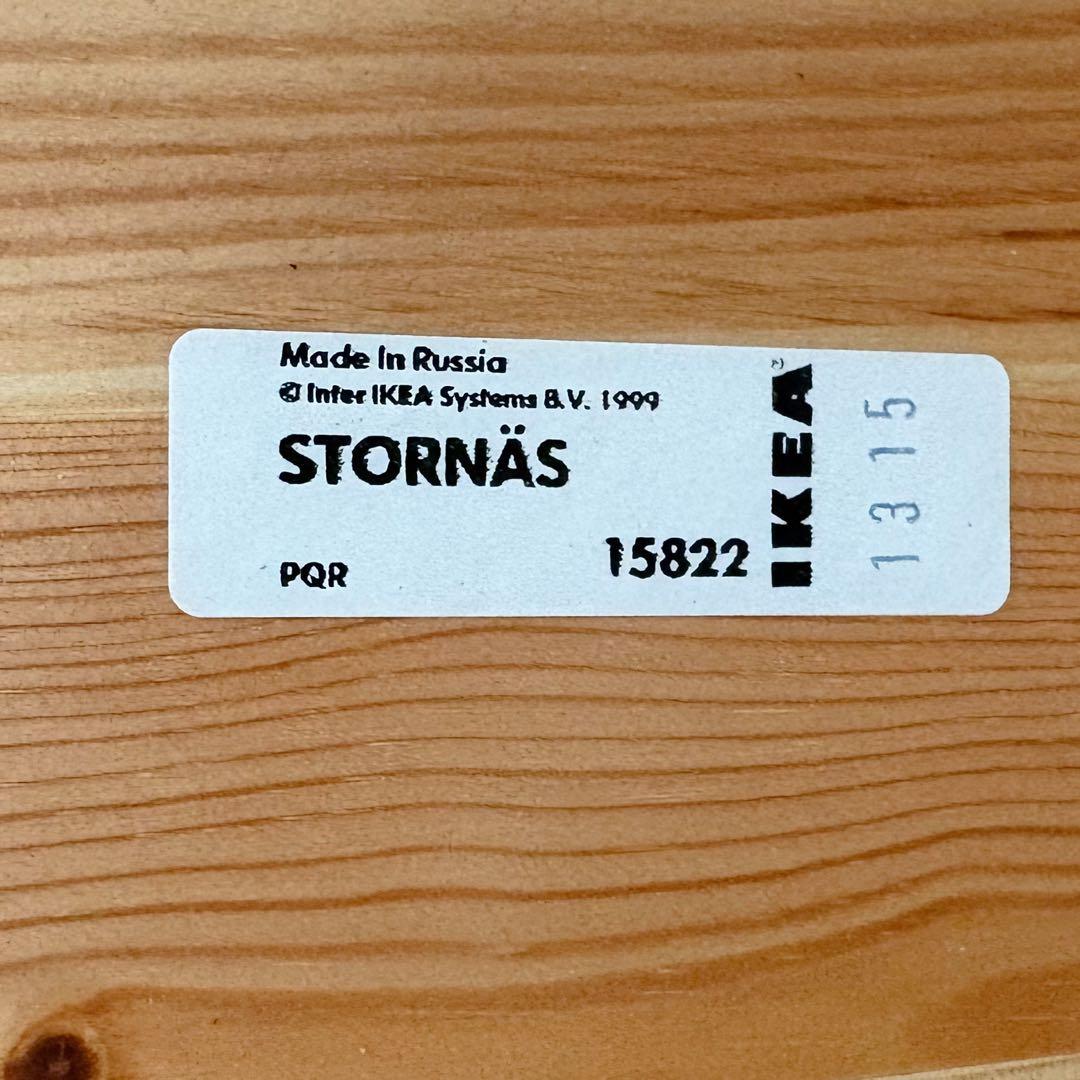 Made in Russia
© Inter IKEA Systems B.V. 1999
STORNÄS
PQR
15822
IKEA
1315